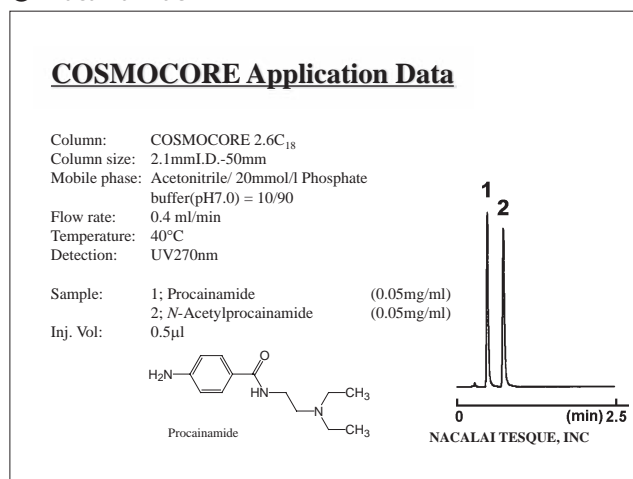 COSMOCORE Application Data
Column: COSMOCORE 2.6C₁₈
Column size: 2.1mmI.D.-50mm
Mobile phase: Acetonitrile/ 20mmol/l Phosphate
buffer(pH7.0) = 10/90
Flow rate: 0.4 ml/min
Temperature: 40°C
Detection: UV270nm
Sample: 1; Procainamide (0.05mg/ml)
2; N-Acetylprocainamide (0.05mg/ml)
Inj. Vol: 0.5µl
H₂N
O
HN
N
CH₃
CH₃
Procainamide
1
2
0 (min) 2.5
NACALAI TESQUE, INC